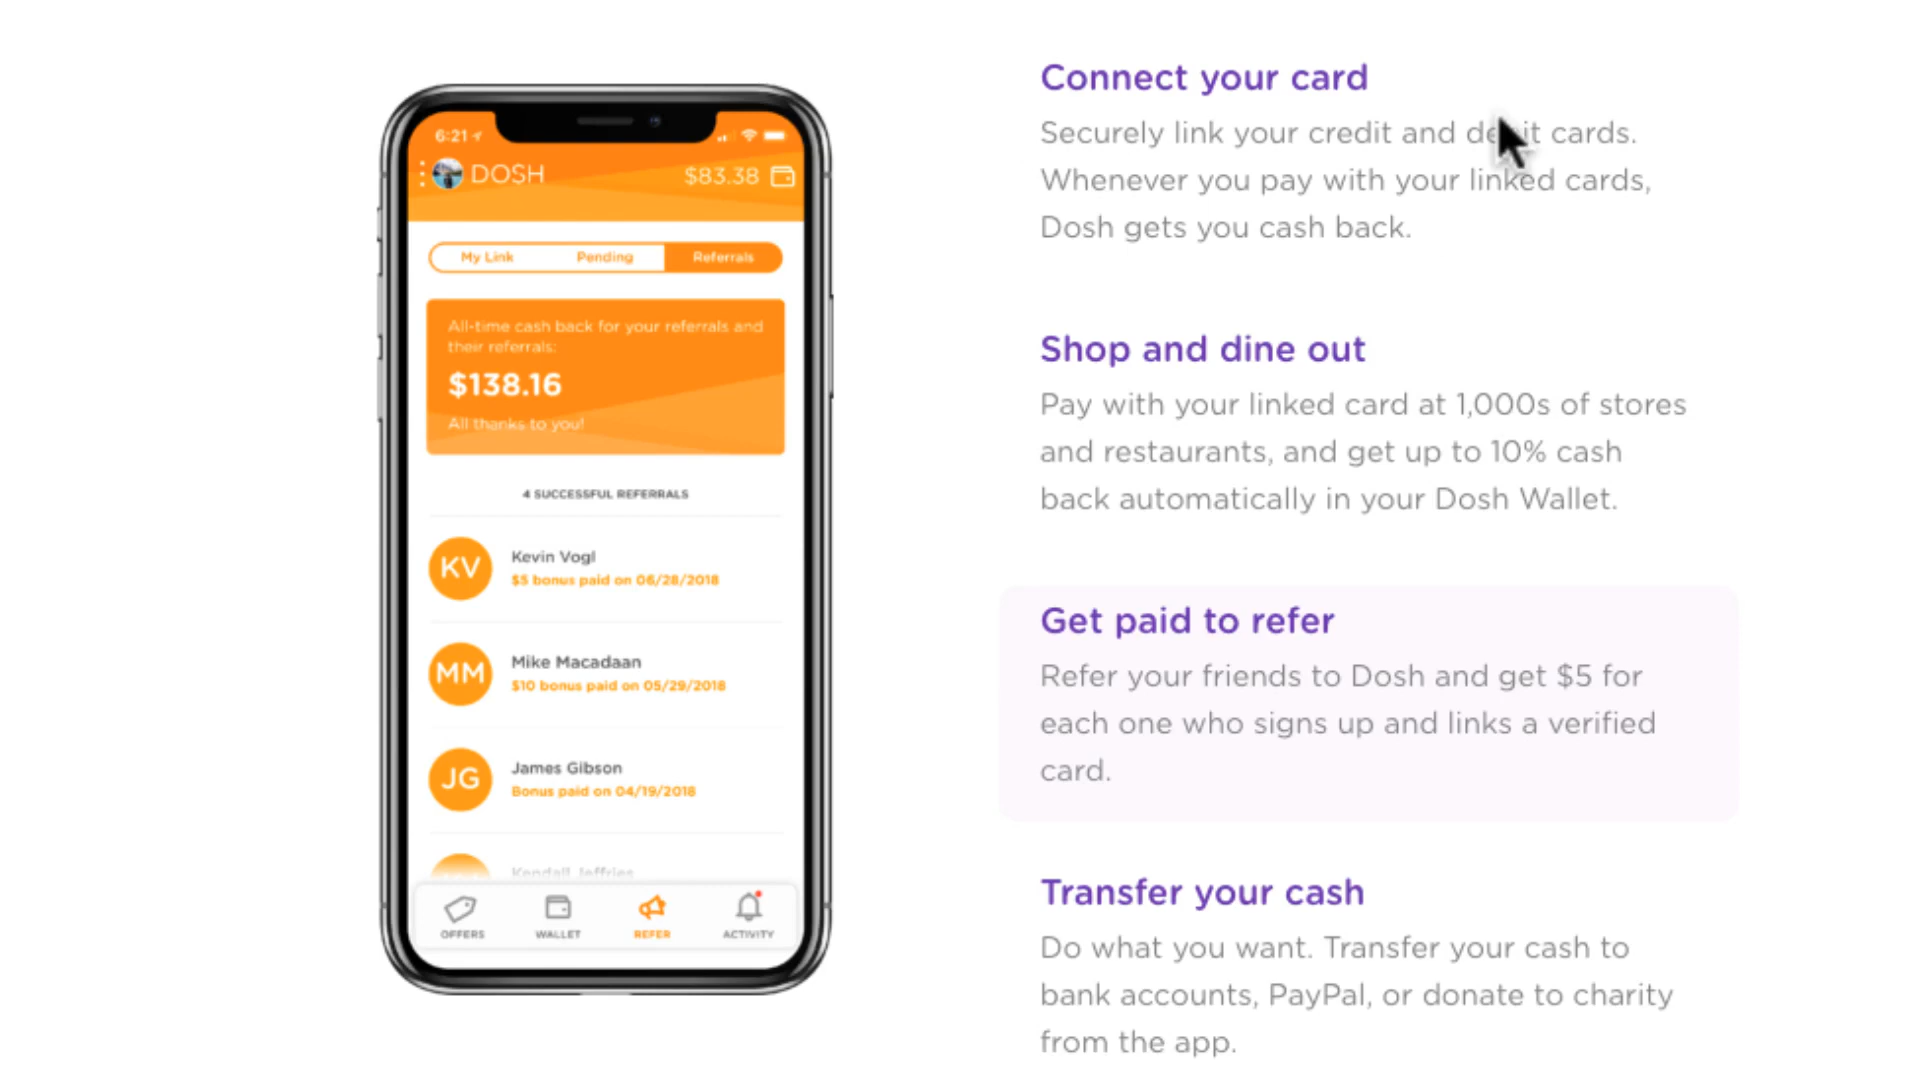 6:21
DOSH
$83.38
My Link
Pending
Referrals
All-time cash back for your referrals and
their referrals:
$138.16
All thanks to you!
4 SUCCESSFUL REFERRALS
KV
Kevin Vogl
$5 bonus paid on 06/28/2018
MM
Mike Macadaan
$10 bonus paid on 05/29/2018
JG
James Gibson
Bonus paid on 04/19/2018
Kendall Jeffries
OFFERS
WALLET
REFER
ACTIVITY
Connect your card
Securely link your credit and debit cards.
Whenever you pay with your linked cards,
Dosh gets you cash back.
Shop and dine out
Pay with your linked card at 1,000s of stores
and restaurants, and get up to 10% cash
back automatically in your Dosh Wallet.
Get paid to refer
Refer your friends to Dosh and get $5 for
each one who signs up and links a verified
card.
Transfer your cash
Do what you want. Transfer your cash to
bank accounts, PayPal, or donate to charity
from the app.